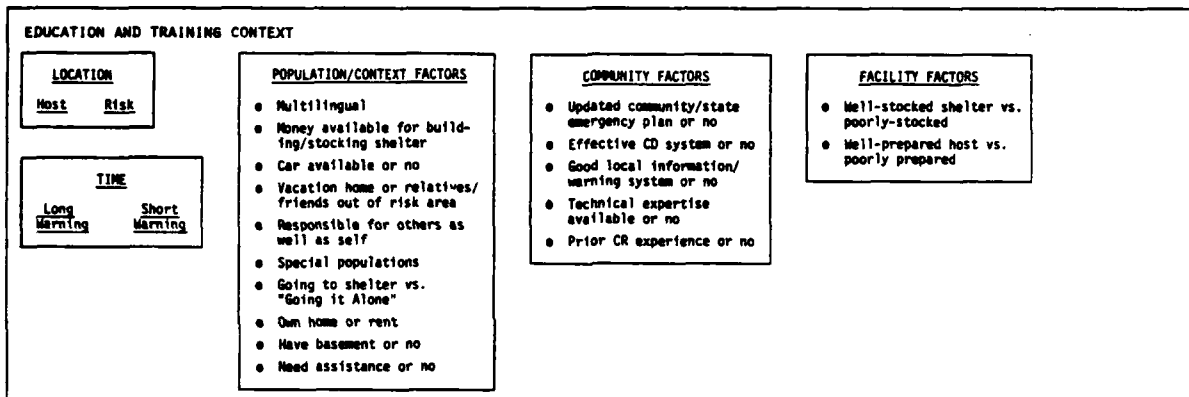 EDUCATION AND TRAINING CONTEXT
LOCATION
Host Risk
TIME
Long Short
Warning Warning
POPULATION/CONTEXT FACTORS
● Multilingual
● Money available for build-
ing/stocking shelter
● Car available or no
● Vacation home or relatives/
friends out of risk area
● Responsible for others as
well as self
● Special populations
● Going to shelter vs.
"Going it Alone"
● Own home or rent
● Have basement or no
● Need assistance or no
COMMUNITY FACTORS
● Updated community/state
emergency plan or no
● Effective CD system or no
● Good local information/
warning system or no
● Technical expertise
available or no
● Prior CR experience or no
FACILITY FACTORS
● Well-stocked shelter vs.
poorly-stocked
● Well-prepared host vs.
poorly prepared